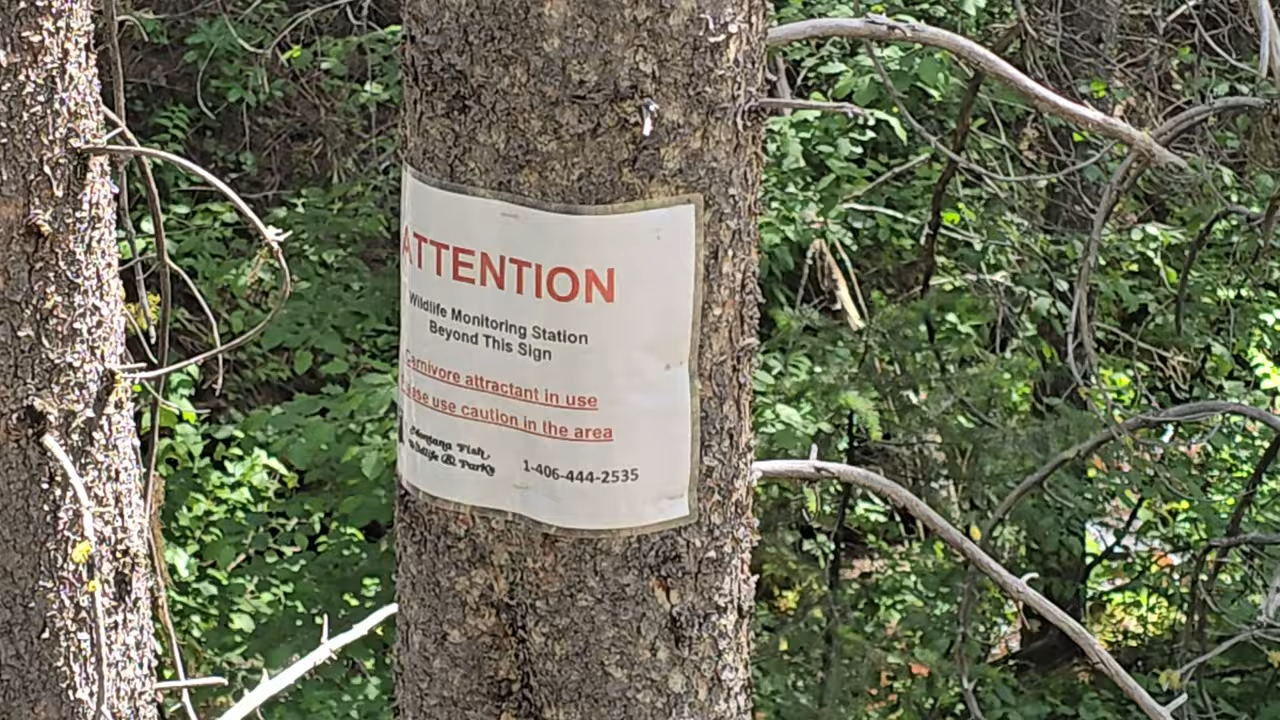 ATTENTION
Wildlife Monitoring Station
Beyond This Sign
Carnivore attractant in use
Please use caution in the area
Montana Fish,
Wildlife & Parks
1-406-444-2535